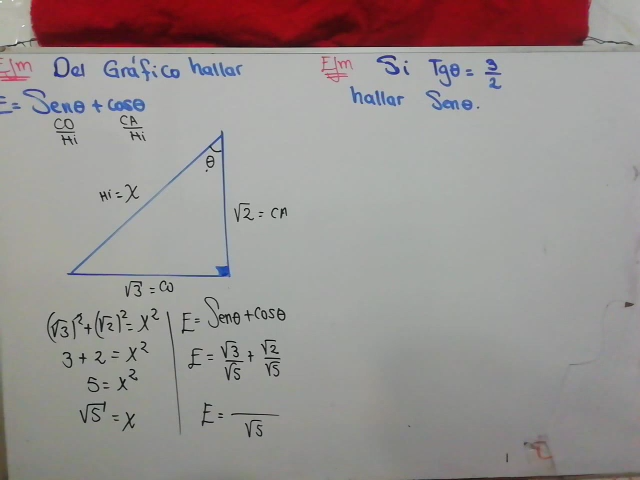 Ejm Del Gráfico hallar
E = Senθ + cosθ
CO/Hi CA/Hi
θ
Hi = x
√2 = CA
√3 = CO
(√3)² + (√2)² = x²
3 + 2 = x²
5 = x²
√5 = x
E = Senθ + cosθ
E = √3/√5 + √2/√5
E = __/√5
Ejm Si Tgθ = 3/2
hallar Senθ.